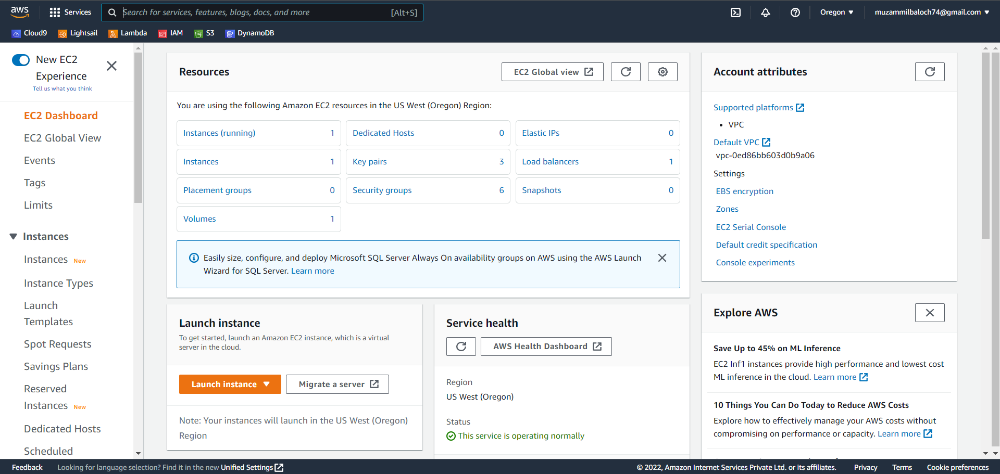 aws
Services
Search for services, features, blogs, docs, and more
[Alt+S]
Oregon
muzammilbaloch74@gmail.com
Cloud9
Lightsail
Lambda
IAM
S3
DynamoDB
New EC2
Experience
Tell us what you think
EC2 Dashboard
EC2 Global View
Events
Tags
Limits
Instances
Instances New
Instance Types
Launch
Templates
Spot Requests
Savings Plans
Reserved
Instances New
Dedicated Hosts
Scheduled
Resources
EC2 Global view
You are using the following Amazon EC2 resources in the US West (Oregon) Region:
Instances (running) 1
Dedicated Hosts 0
Elastic IPs 0
Instances 1
Key pairs 3
Load balancers 1
Placement groups 0
Security groups 6
Snapshots 0
Volumes 1
Easily size, configure, and deploy Microsoft SQL Server Always On availability groups on AWS using the AWS Launch
Wizard for SQL Server. Learn more
Launch instance
To get started, launch an Amazon EC2 instance, which is a virtual
server in the cloud.
Launch instance
Migrate a server
Note: Your instances will launch in the US West (Oregon)
Region
Service health
AWS Health Dashboard
Region
US West (Oregon)
Status
This service is operating normally
Account attributes
Supported platforms
• VPC
Default VPC
vpc-0ed86bb603d0b9a06
Settings
EBS encryption
Zones
EC2 Serial Console
Default credit specification
Console experiments
Explore AWS
Save Up to 45% on ML Inference
EC2 Inf1 instances provide high performance and lowest cost
ML inference in the cloud. Learn more
10 Things You Can Do Today to Reduce AWS Costs
Explore how to effectively manage your AWS costs without
compromising on performance or capacity. Learn more
Feedback
Looking for language selection? Find it in the new Unified Settings
© 2022, Amazon Internet Services Private Ltd. or its affiliates.
Privacy
Terms
Cookie preferences